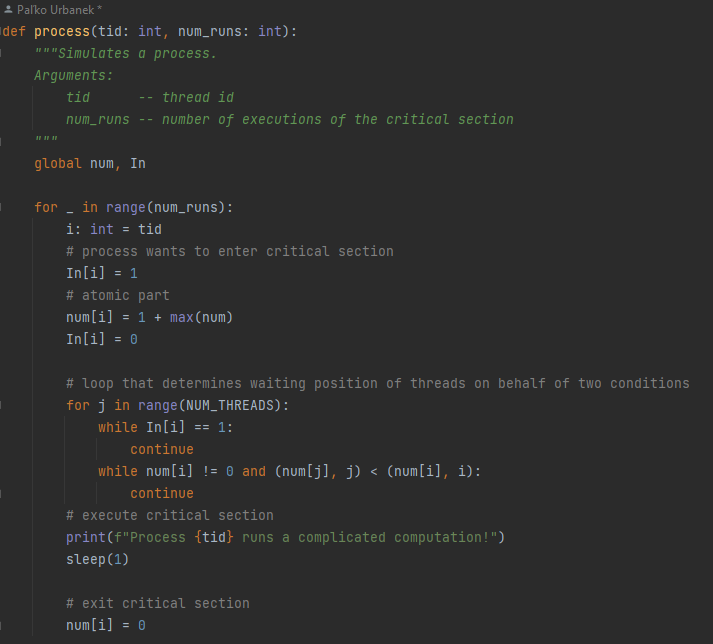 Paľko Urbanek *
def process(tid: int, num_runs: int):
    """Simulates a process.
    Arguments:
        tid      -- thread id
        num_runs -- number of executions of the critical section
    """
    global num, In
    for _ in range(num_runs):
        i: int = tid
        # process wants to enter critical section
        In[i] = 1
        # atomic part
        num[i] = 1 + max(num)
        In[i] = 0
        # loop that determines waiting position of threads on behalf of two conditions
        for j in range(NUM_THREADS):
            while In[i] == 1:
                continue
            while num[i] != 0 and (num[j], j) < (num[i], i):
                continue
        # execute critical section
        print(f"Process {tid} runs a complicated computation!")
        sleep(1)
        # exit critical section
        num[i] = 0